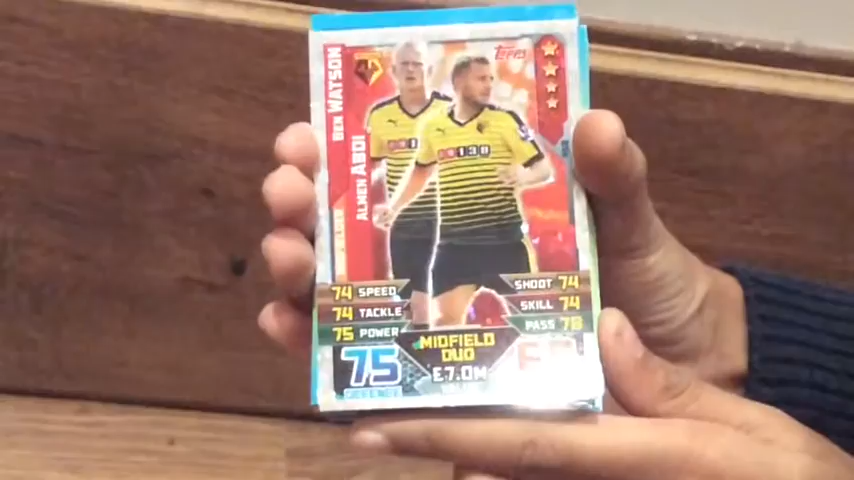 BEN WATSON
ALMEN ABDI
Topps
138
74 SPEED
74 TACKLE
75 POWER
SHOOT 74
SKILL 74
PASS 78
MIDFIELD
DUO
75
£7.0M